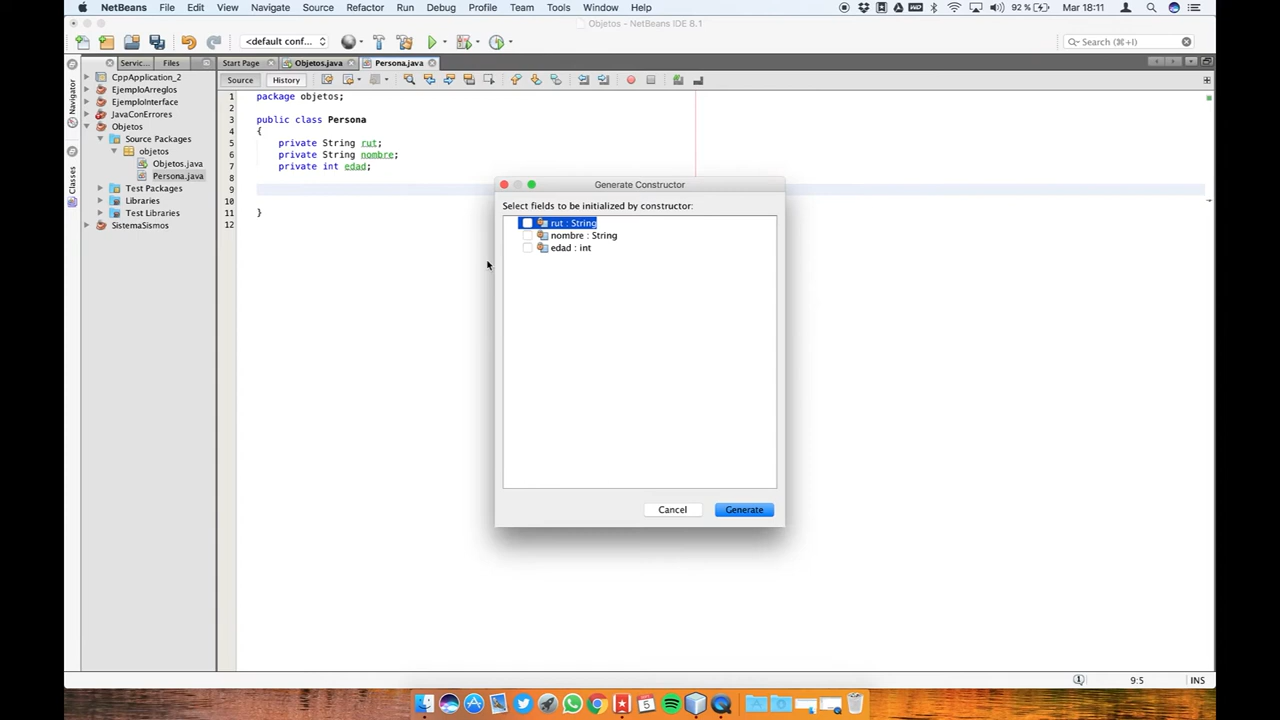 NetBeans File Edit View Navigate Source Refactor Run Debug Profile Team Tools Window Help 92 % Mar 18:11
Objetos - NetBeans IDE 8.1
<default conf... Search (⌘+I)
Servic... Files Start Page Objetos.java Persona.java
Source History
Navigator
Classes
CppApplication_2
EjemploArreglos
EjemploInterface
JavaConErrores
Objetos
Source Packages
objetos
Objetos.java
Persona.java
Test Packages
Libraries
Test Libraries
SistemaSismos
1 package objetos;
2
3 public class Persona
4 {
5 private String rut;
6 private String nombre;
7 private int edad;
8
9
10
11 }
12
Generate Constructor
Select fields to be initialized by constructor:
rut : String
nombre : String
edad : int
Cancel Generate
9:5 INS
5